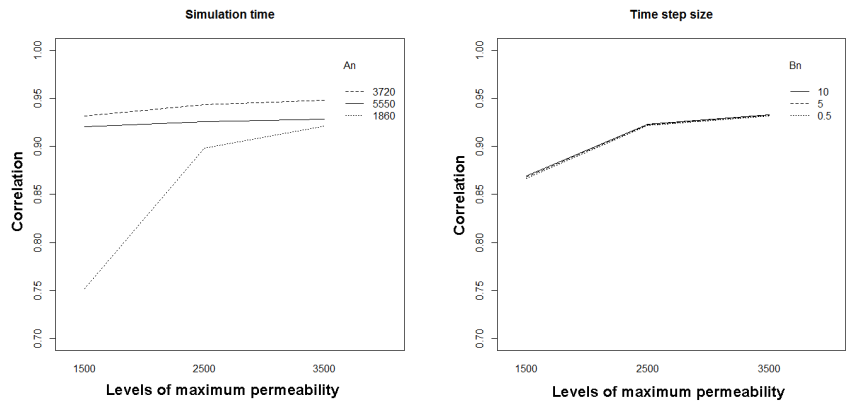 Simulation time
1.00
0.95
0.90
0.85
0.80
0.75
0.70
Correlation
An
3720
5550
1860
1500 2500 3500
Levels of maximum permeability
Time step size
1.00
0.95
0.90
0.85
0.80
0.75
0.70
Correlation
Bn
10
5
0.5
1500 2500 3500
Levels of maximum permeability